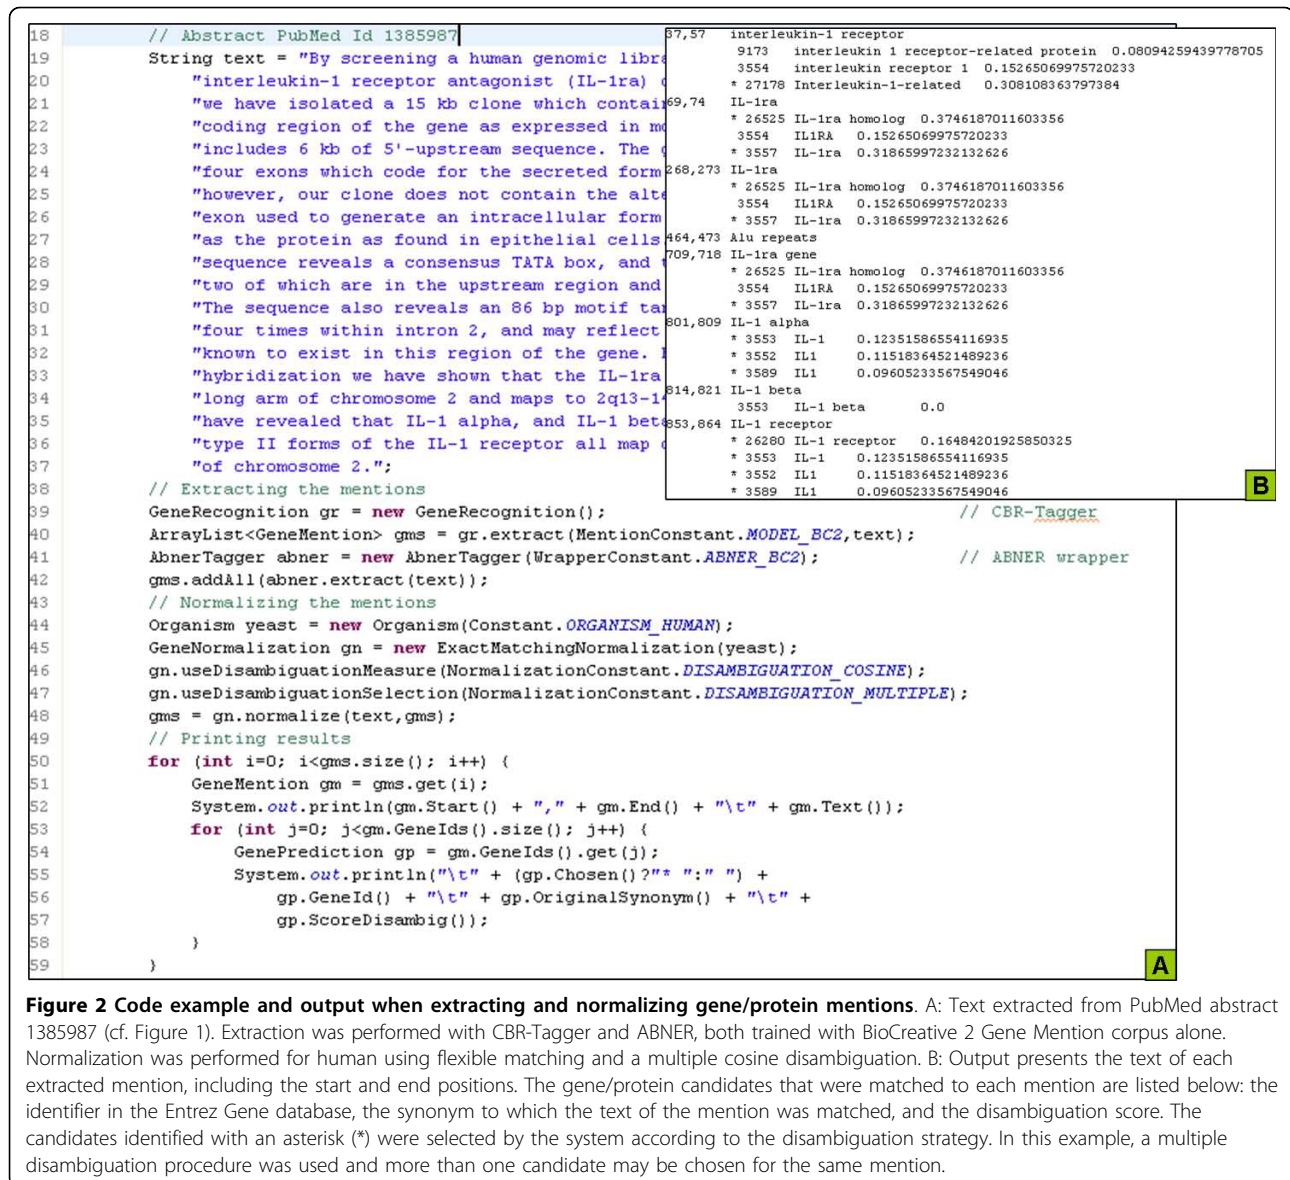 18 // Abstract PubMed Id 1385987
19 String text = "By screening a human genomic libra
20 "interleukin-1 receptor antagonist (IL-1ra) c
21 "we have isolated a 15 kb clone which contai
22 "coding region of the gene as expressed in mo
23 "includes 6 kb of 5'-upstream sequence. The g
24 "four exons which code for the secreted form
25 "however, our clone does not contain the alte
26 "exon used to generate an intracellular form
27 "as the protein as found in epithelial cells
28 "sequence reveals a consensus TATA box, and t
29 "two of which are in the upstream region and
30 "The sequence also reveals an 86 bp motif tan
31 "four times within intron 2, and may reflect
32 "known to exist in this region of the gene.
33 "hybridization we have shown that the IL-1ra
34 "long arm of chromosome 2 and maps to 2q13-14
35 "have revealed that IL-1 alpha, and IL-1 beta
36 "type II forms of the IL-1 receptor all map o
37 "of chromosome 2.";
38 // Extracting the mentions
39 GeneRecognition gr = new GeneRecognition(); // CBR-Tagger
40 ArrayList<GeneMention> gms = gr.extract(MentionConstant.MODEL_BC2,text);
41 AbnerTagger abner = new AbnerTagger(WrapperConstant.ABNER_BC2); // ABNER wrapper
42 gms.addAll(abner.extract(text));
43 // Normalizing the mentions
44 Organism yeast = new Organism(Constant.ORGANISM_HUMAN);
45 GeneNormalization gn = new ExactMatchingNormalization(yeast);
46 gn.useDisambiguationMeasure(NormalizationConstant.DISAMBIGUATION_COSINE);
47 gn.useDisambiguationSelection(NormalizationConstant.DISAMBIGUATION_MULTIPLE);
48 gms = gn.normalize(text,gms);
49 // Printing results
50 for (int i=0; i<gms.size(); i++) {
51 GeneMention gm = gms.get(i);
52 System.out.println(gm.Start() + "," + gm.End() + "\t" + gm.Text());
53 for (int j=0; j<gm.GeneIds().size(); j++) {
54 GenePrediction gp = gm.GeneIds().get(j);
55 System.out.println("\t" + (gp.Chosen()?"* ":" ") +
56 gp.GeneId() + "\t" + gp.OriginalSynonym() + "\t" +
57 gp.ScoreDisambig());
58 }
59 }
A
37,57 interleukin-1 receptor
9173 interleukin 1 receptor-related protein 0.08094259439778705
3554 interleukin receptor 1 0.15265069975720233
* 27178 Interleukin-1-related 0.308108363797384
69,74 IL-1ra
* 26525 IL-1ra homolog 0.3746187011603356
3554 IL1RA 0.15265069975720233
* 3557 IL-1ra 0.31865997232132626
268,273 IL-1ra
* 26525 IL-1ra homolog 0.3746187011603356
3554 IL1RA 0.15265069975720233
* 3557 IL-1ra 0.31865997232132626
464,473 Alu repeats
709,718 IL-1ra gene
* 26525 IL-1ra homolog 0.3746187011603356
3554 IL1RA 0.15265069975720233
* 3557 IL-1ra 0.31865997232132626
801,809 IL-1 alpha
* 3553 IL-1 0.12351586554116935
* 3552 IL1 0.11518364521489236
* 3589 IL1 0.09605233567549046
814,821 IL-1 beta
3553 IL-1 beta 0.0
853,864 IL-1 receptor
* 26280 IL-1 receptor 0.16484201925850325
* 3553 IL-1 0.12351586554116935
* 3552 IL1 0.11518364521489236
* 3589 IL1 0.09605233567549046
B
Figure 2 Code example and output when extracting and normalizing gene/protein mentions. A: Text extracted from PubMed abstract
1385987 (cf. Figure 1). Extraction was performed with CBR-Tagger and ABNER, both trained with BioCreative 2 Gene Mention corpus alone.
Normalization was performed for human using flexible matching and a multiple cosine disambiguation. B: Output presents the text of each
extracted mention, including the start and end positions. The gene/protein candidates that were matched to each mention are listed below: the
identifier in the Entrez Gene database, the synonym to which the text of the mention was matched, and the disambiguation score. The
candidates identified with an asterisk (*) were selected by the system according to the disambiguation strategy. In this example, a multiple
disambiguation procedure was used and more than one candidate may be chosen for the same mention.